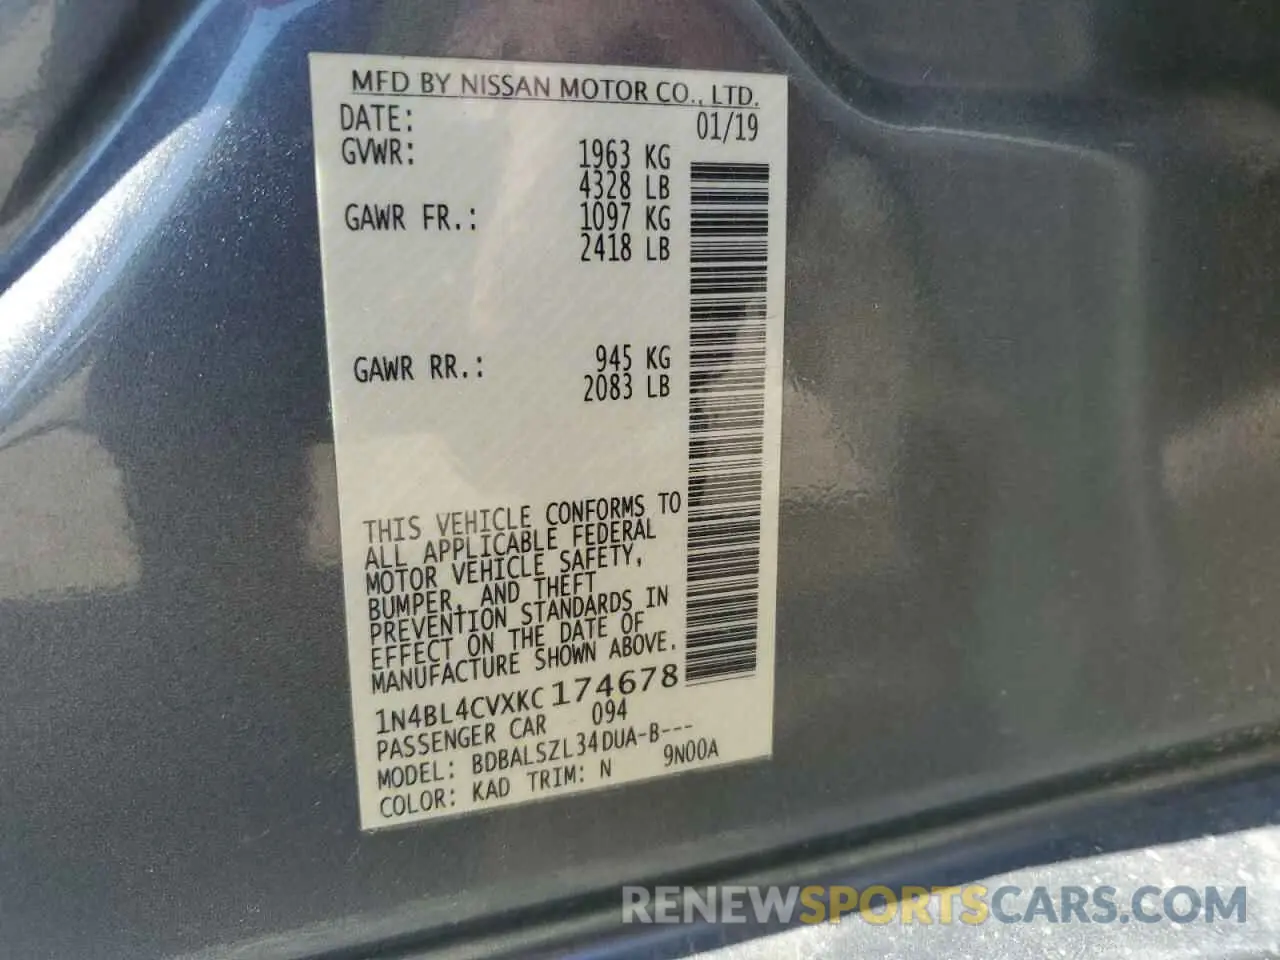 MFD BY NISSAN MOTOR CO., LTD.
DATE: 01/19
GVWR: 1963 KG
4328 LB
GAWR FR.: 1097 KG
2418 LB
GAWR RR.: 945 KG
2083 LB
THIS VEHICLE CONFORMS TO
ALL APPLICABLE FEDERAL
MOTOR VEHICLE SAFETY,
BUMPER, AND THEFT
PREVENTION STANDARDS IN
EFFECT ON THE DATE OF
MANUFACTURE SHOWN ABOVE.
1N4BL4CVXKC174678
PASSENGER CAR 094
MODEL: BDBALSZL34DUA-B---
COLOR: KAD TRIM: N 9N00A
RENEWSPORTSCARS.COM